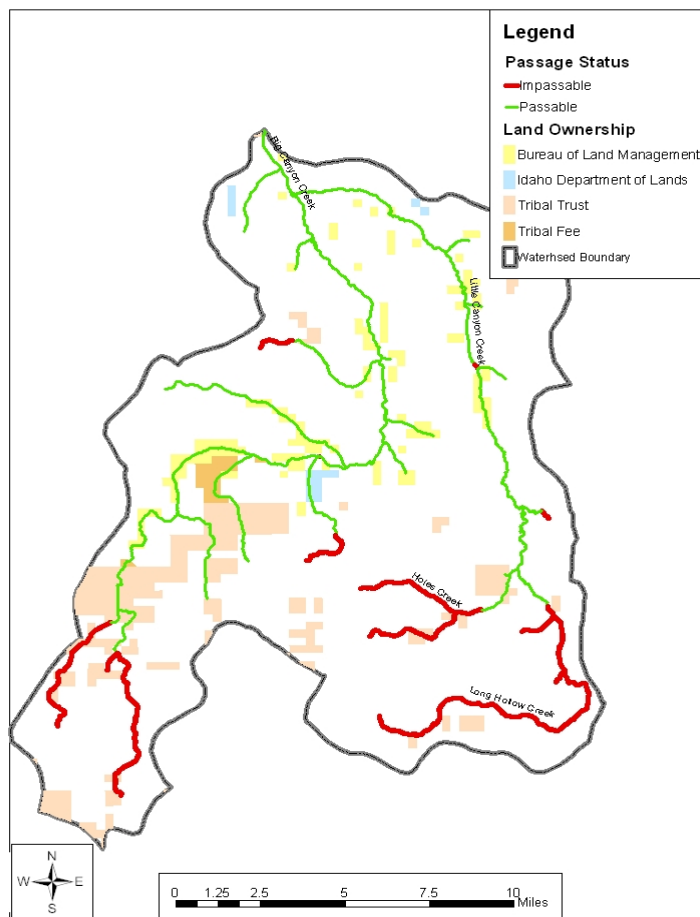 Legend
Passage Status
Impassable
Passable
Land Ownership
Bureau of Land Management
Idaho Department of Lands
Tribal Trust
Tribal Fee
Waterhsed Boundary
Big Canyon Creek
Little Canyon Creek
Holes Creek
Long Hollow Creek
N
W E
S
0 1.25 2.5 5 7.5 10
Miles